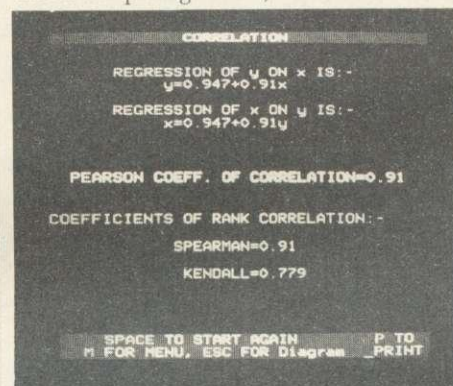 CORRELATION
REGRESSION OF y ON x IS:-
y=0.947+0.91x
REGRESSION OF x ON y IS:-
x=0.947+0.91y
PEARSON COEFF. OF CORRELATION=0.91
COEFFICIENTS OF RANK CORRELATION:-
SPEARMAN=0.91
KENDALL=0.779
SPACE TO START AGAIN P TO
M FOR MENU, ESC FOR Diagram _PRINT